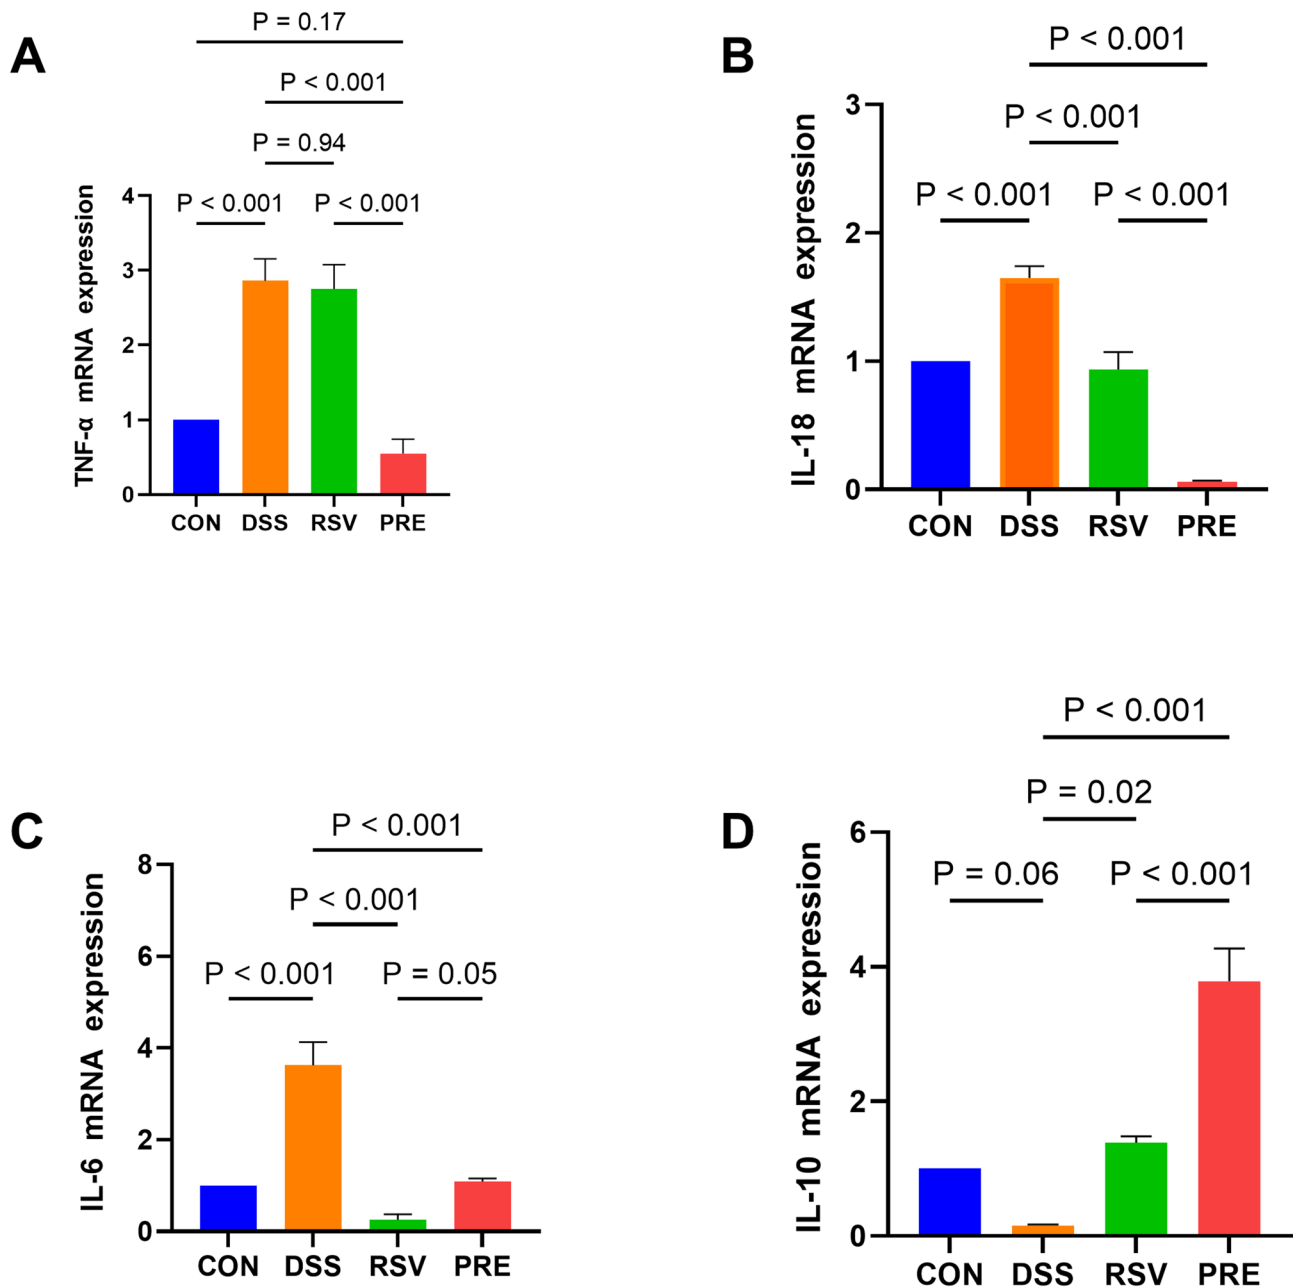 A
P = 0.17
P < 0.001
P = 0.94
P < 0.001 P < 0.001
TNF-α mRNA expression
4
3
2
1
0
CON DSS RSV PRE
B
P < 0.001
P < 0.001
P < 0.001 P < 0.001
IL-18 mRNA expression
3
2
1
0
CON DSS RSV PRE
C
P < 0.001
P < 0.001
P < 0.001 P = 0.05
IL-6 mRNA expression
8
6
4
2
0
CON DSS RSV PRE
D
P < 0.001
P = 0.02
P = 0.06 P < 0.001
IL-10 mRNA expression
6
4
2
0
CON DSS RSV PRE